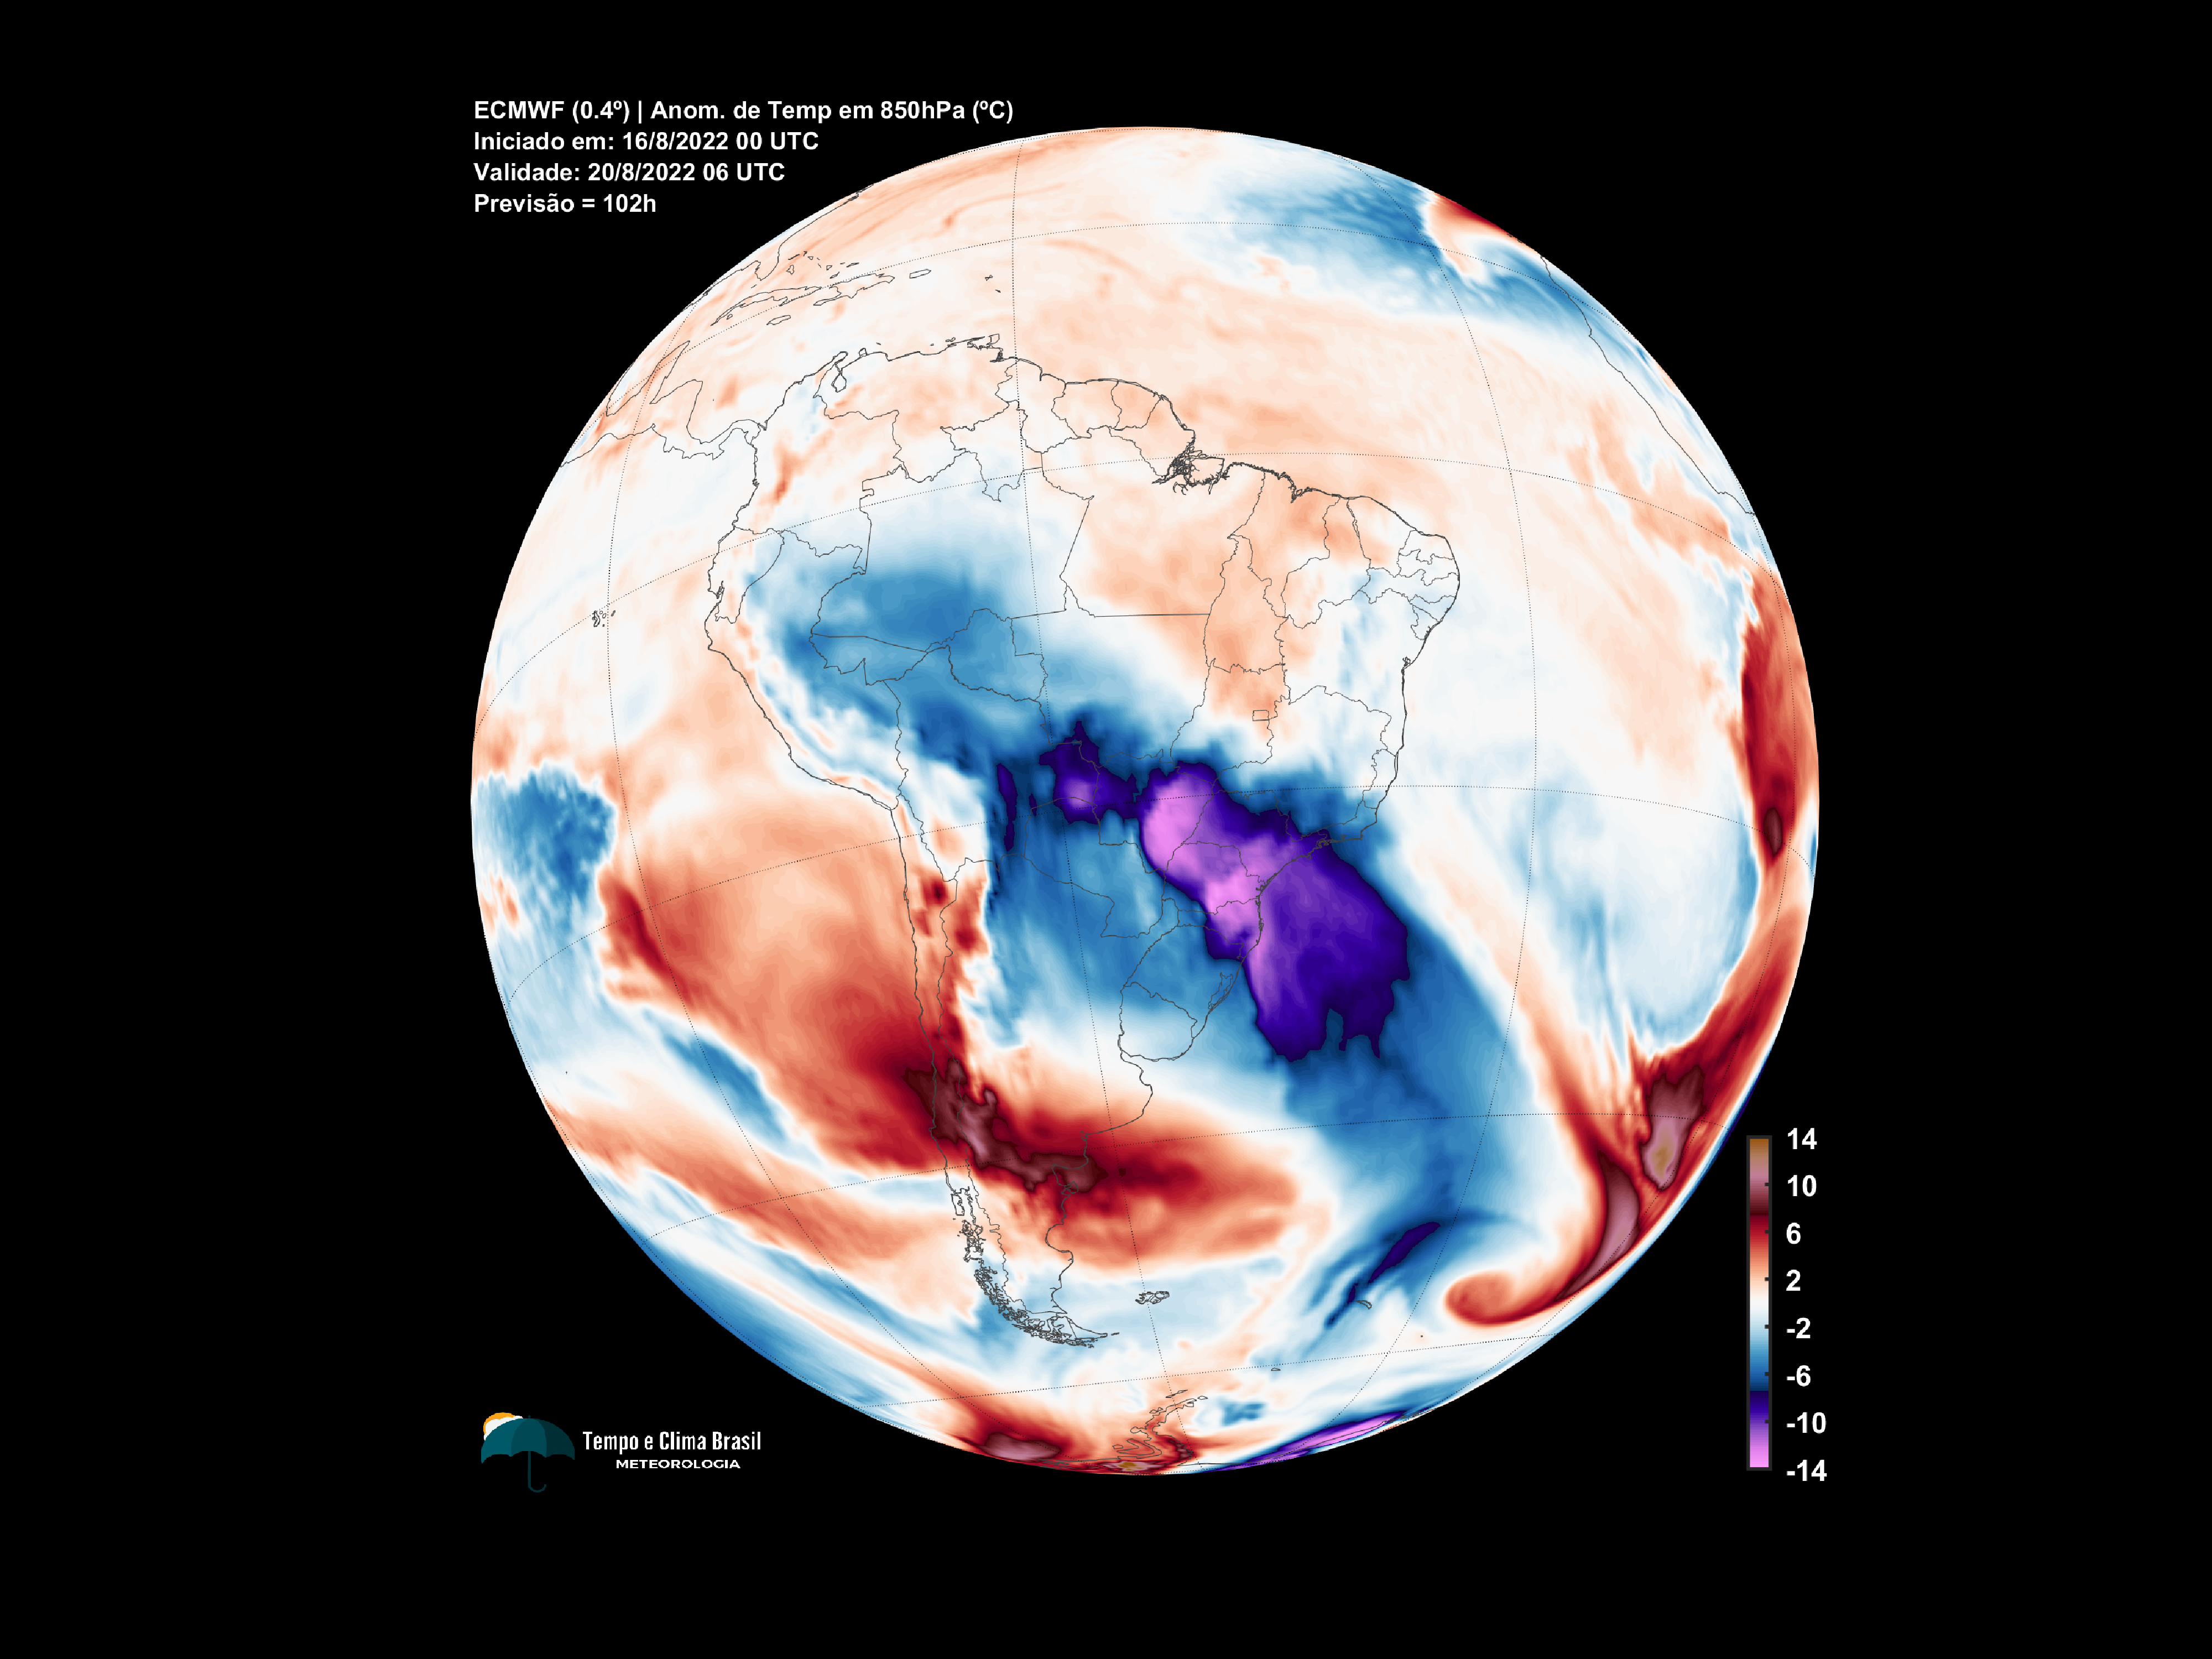 ECMWF (0.4º) | Anom. de Temp em 850hPa (ºC)
Iniciado em: 16/8/2022 00 UTC
Validade: 20/8/2022 06 UTC
Previsão = 102h
14
10
6
2
-2
-6
-10
-14
Tempo e Clima Brasil
METEOROLOGIA